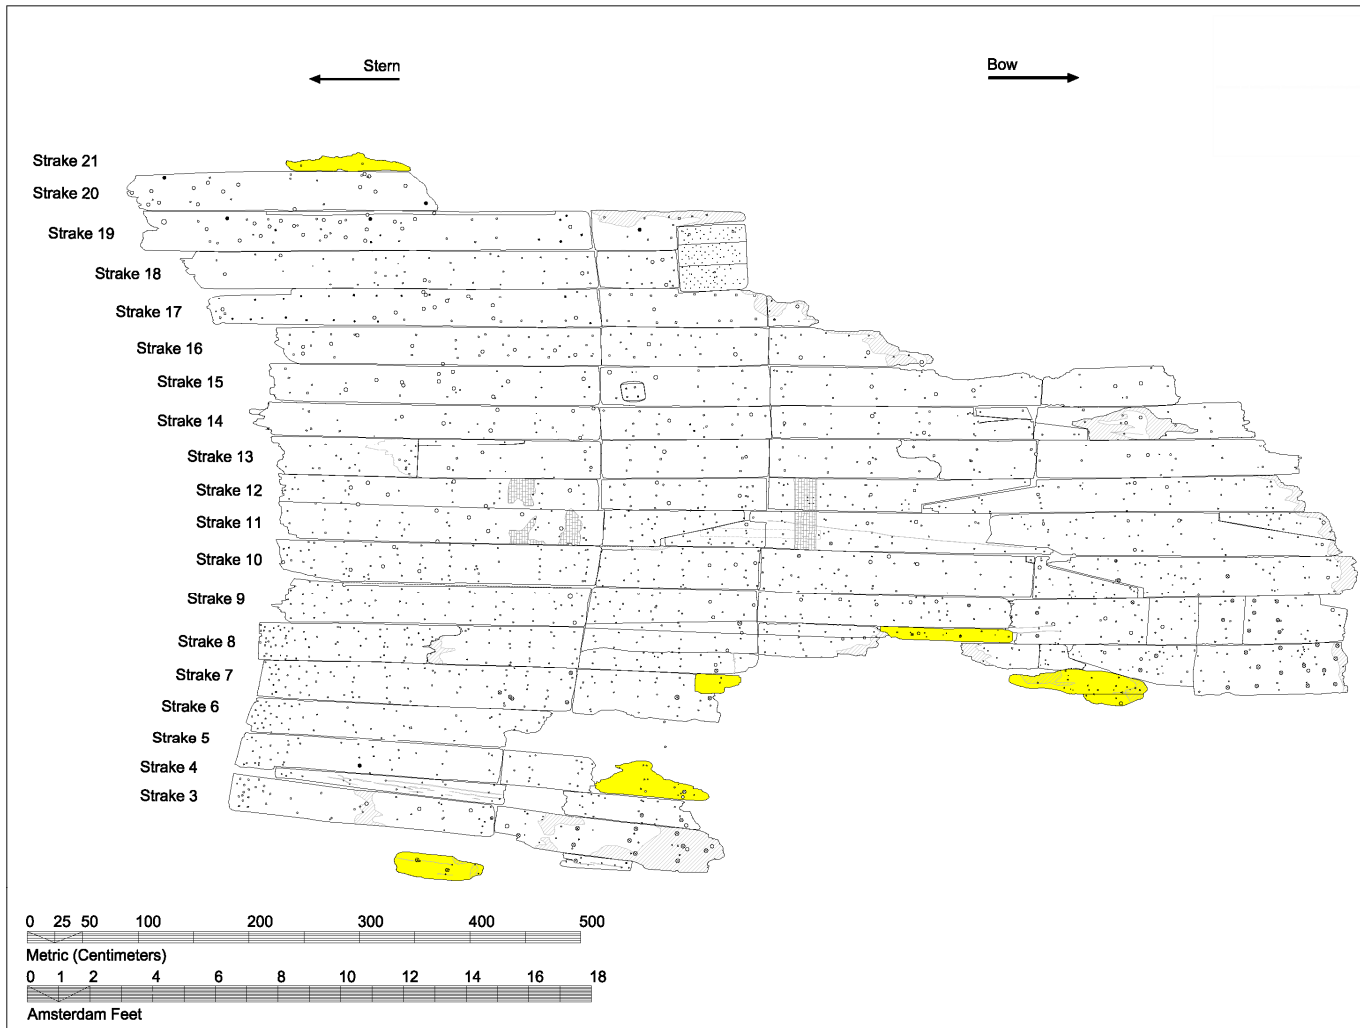 Stern
Bow
Strake 21
Strake 20
Strake 19
Strake 18
Strake 17
Strake 16
Strake 15
Strake 14
Strake 13
Strake 12
Strake 11
Strake 10
Strake 9
Strake 8
Strake 7
Strake 6
Strake 5
Strake 4
Strake 3
0 25 50 100 200 300 400 500
Metric (Centimeters)
0 1 2 4 6 8 10 12 14 16 18
Amsterdam Feet